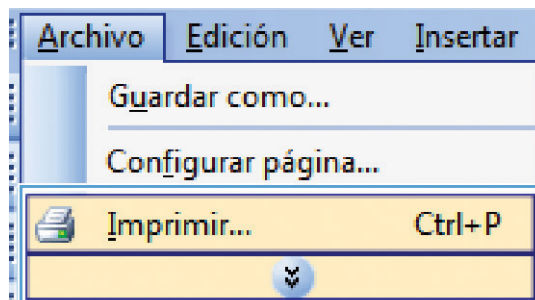 Archivo Edición Ver Insertar
Guardar como...
Configurar página...
Imprimir... Ctrl+P